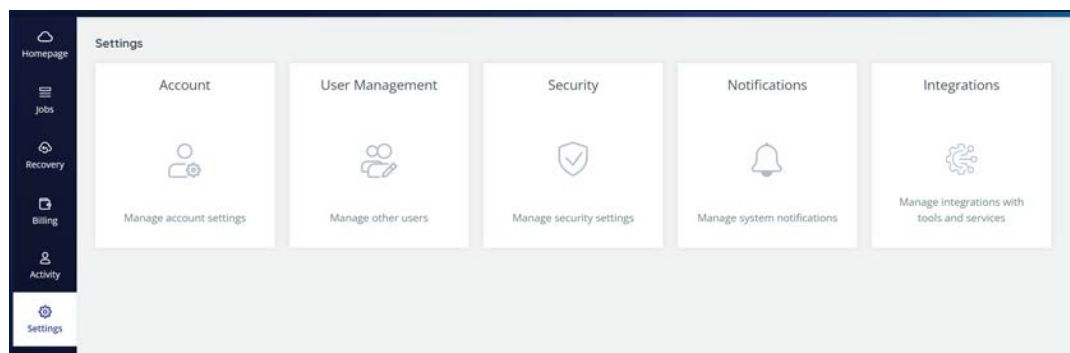 Homepage
Jobs
Recovery
Billing
Activity
Settings
Settings
Account
Manage account settings
User Management
Manage other users
Security
Manage security settings
Notifications
Manage system notifications
Integrations
Manage integrations with
tools and services